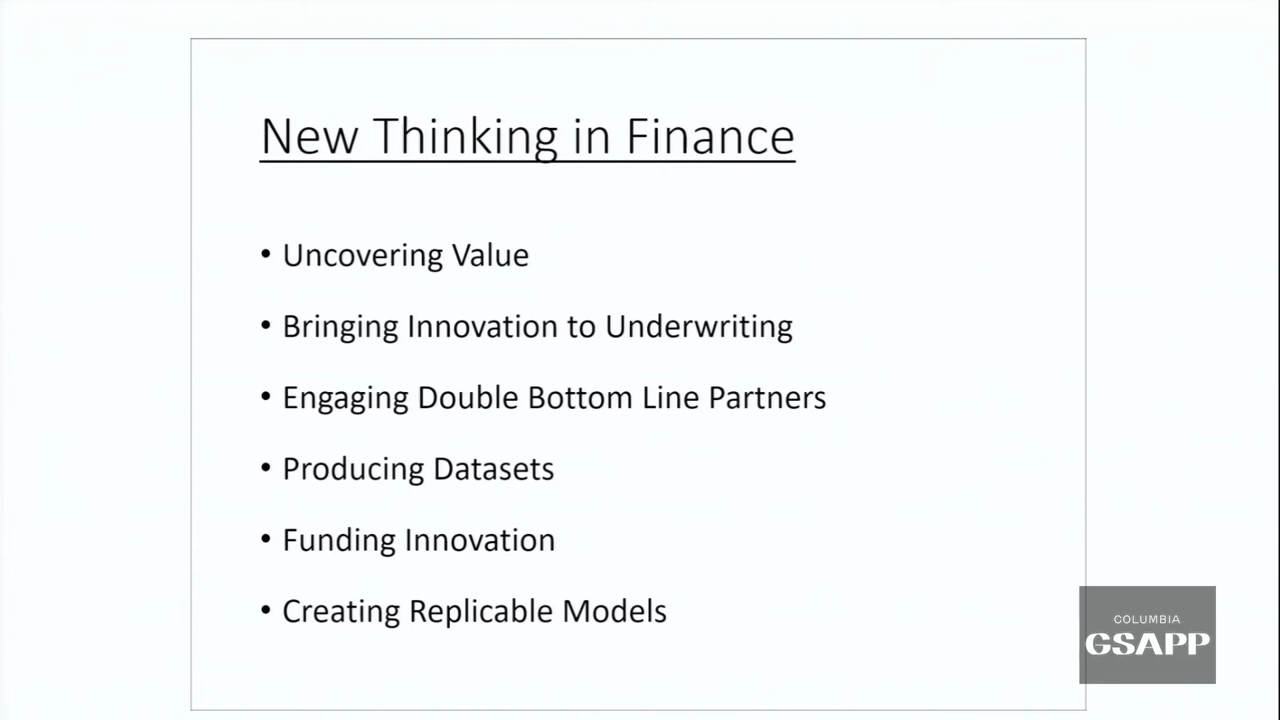 New Thinking in Finance
• Uncovering Value
• Bringing Innovation to Underwriting
• Engaging Double Bottom Line Partners
• Producing Datasets
• Funding Innovation
• Creating Replicable Models
COLUMBIA
GSAPP